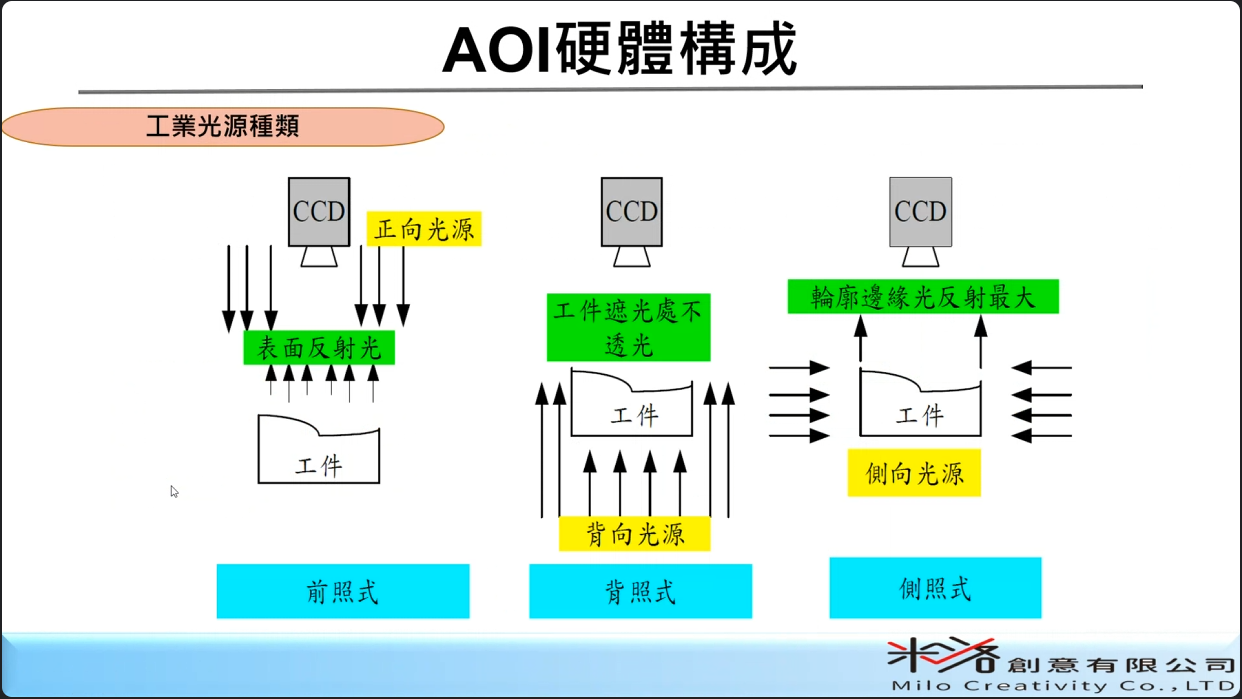 AOI硬體構成
工業光源種類
CCD
正向光源
表面反射光
工件
前照式
CCD
工件遮光處不
透光
工件
背向光源
背照式
CCD
輪廓邊緣光反射最大
工件
側向光源
側照式
米洛創意有限公司
Milo Creativity Co.,LTD